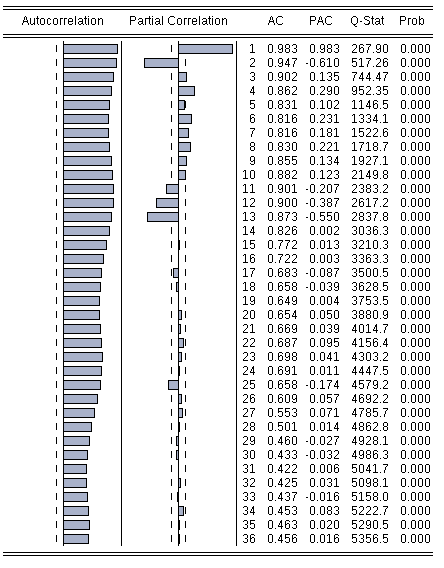 Autocorrelation Partial Correlation AC PAC Q-Stat Prob
1 0.983 0.983 267.90 0.000
2 0.947 -0.610 517.26 0.000
3 0.902 0.135 744.47 0.000
4 0.862 0.290 952.35 0.000
5 0.831 0.102 1146.5 0.000
6 0.816 0.231 1334.1 0.000
7 0.816 0.181 1522.6 0.000
8 0.830 0.221 1718.7 0.000
9 0.855 0.134 1927.1 0.000
10 0.882 0.123 2149.8 0.000
11 0.901 -0.207 2383.2 0.000
12 0.900 -0.387 2617.2 0.000
13 0.873 -0.550 2837.8 0.000
14 0.826 0.002 3036.3 0.000
15 0.772 0.013 3210.3 0.000
16 0.722 0.003 3363.3 0.000
17 0.683 -0.087 3500.5 0.000
18 0.658 -0.039 3628.5 0.000
19 0.649 0.004 3753.5 0.000
20 0.654 0.050 3880.9 0.000
21 0.669 0.039 4014.7 0.000
22 0.687 0.095 4156.4 0.000
23 0.698 0.041 4303.2 0.000
24 0.691 0.011 4447.5 0.000
25 0.658 -0.174 4579.2 0.000
26 0.609 0.057 4692.2 0.000
27 0.553 0.071 4785.7 0.000
28 0.501 0.014 4862.8 0.000
29 0.460 -0.027 4928.1 0.000
30 0.433 -0.032 4986.3 0.000
31 0.422 0.006 5041.7 0.000
32 0.425 0.031 5098.1 0.000
33 0.437 -0.016 5158.0 0.000
34 0.453 0.083 5222.7 0.000
35 0.463 0.020 5290.5 0.000
36 0.456 0.016 5356.5 0.000